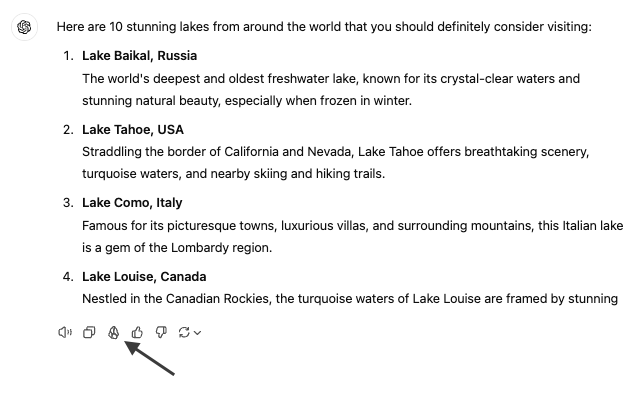 Here are 10 stunning lakes from around the world that you should definitely consider visiting:
1. Lake Baikal, Russia
The world's deepest and oldest freshwater lake, known for its crystal-clear waters and
stunning natural beauty, especially when frozen in winter.
2. Lake Tahoe, USA
Straddling the border of California and Nevada, Lake Tahoe offers breathtaking scenery,
turquoise waters, and nearby skiing and hiking trails.
3. Lake Como, Italy
Famous for its picturesque towns, luxurious villas, and surrounding mountains, this Italian lake
is a gem of the Lombardy region.
4. Lake Louise, Canada
Nestled in the Canadian Rockies, the turquoise waters of Lake Louise are framed by stunning